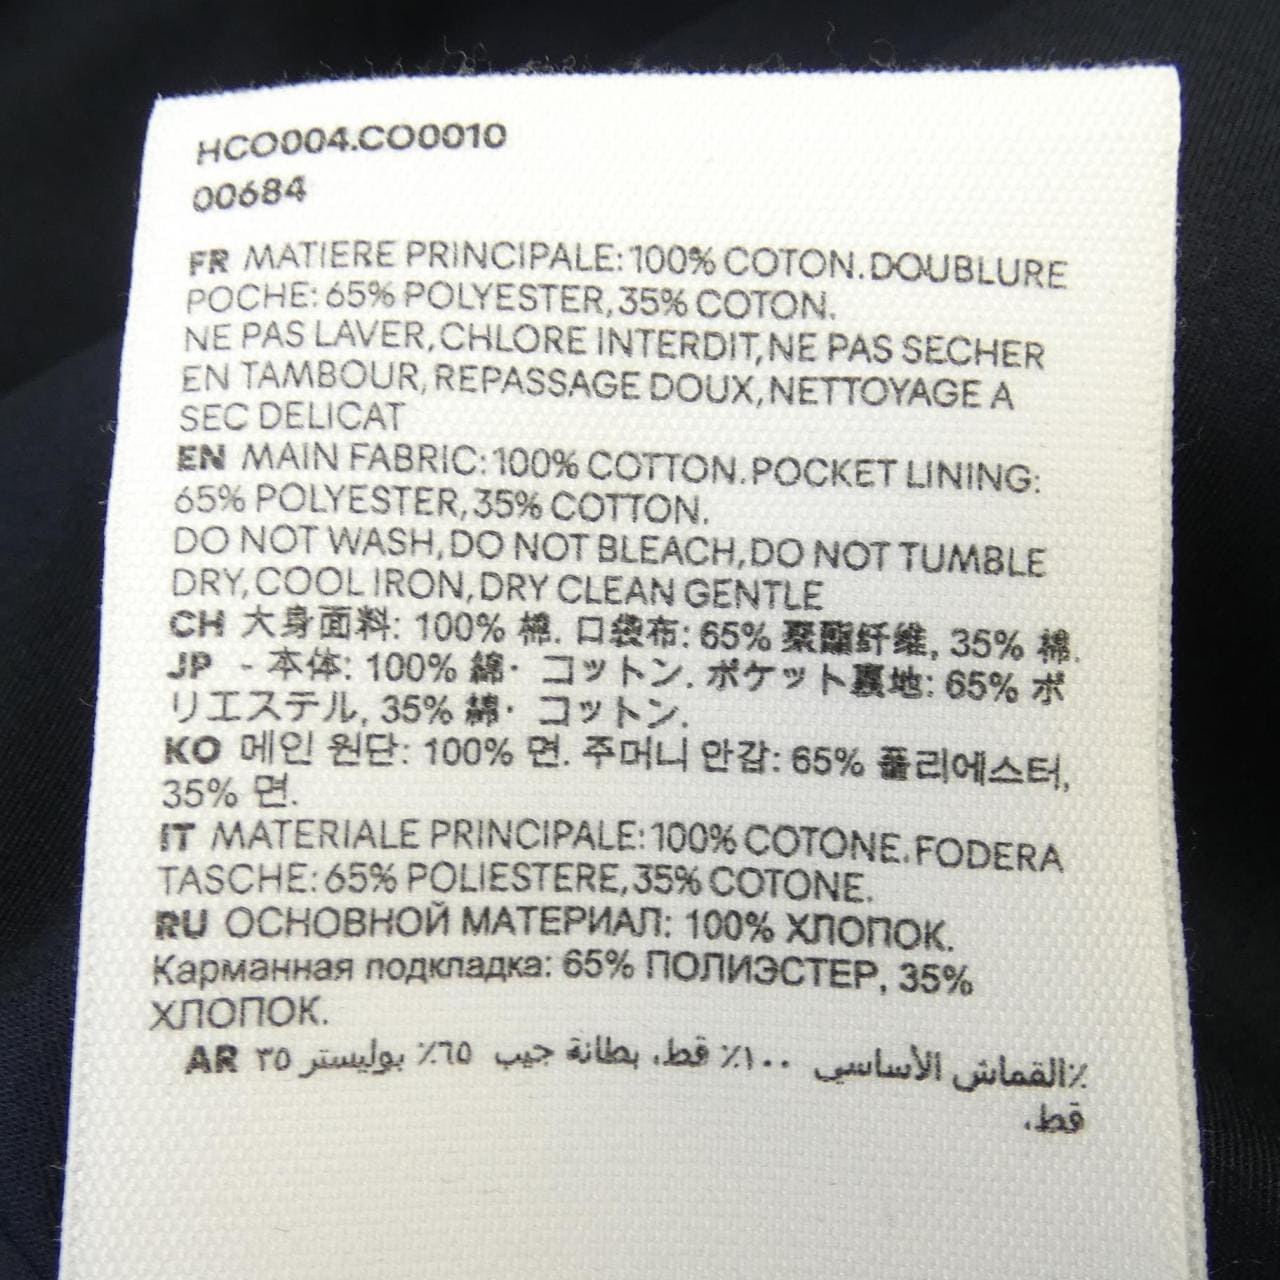 HCO004.CO0010
00684
FR MATIERE PRINCIPALE:100% COTON.DOUBLURE
POCHE: 65% POLYESTER,35% COTON.
NE PAS LAVER,CHLORE INTERDIT,NE PAS SECHER
EN TAMBOUR,REPASSAGE DOUX,NETTOYAGE A
SEC DELICAT
EN MAIN FABRIC:100% COTTON.POCKET LINING:
65% POLYESTER,35% COTTON.
DO NOT WASH,DO NOT BLEACH,DO NOT TUMBLE
DRY,COOL IRON,DRY CLEAN GENTLE
CH 大身面料: 100% 棉. 口袋布: 65% 聚酯纤维, 35% 棉.
JP - 本体: 100% 綿・ コットン. ポケット裏地: 65% ポ
リエステル, 35% 綿・ コットン.
KO 메인 원단: 100% 면. 주머니 안감: 65% 폴리에스터,
35% 면.
IT MATERIALE PRINCIPALE:100% COTONE.FODERA
TASCHE:65% POLIESTERE,35% COTONE.
RU ОСНОВНОЙ МАТЕРИАЛ: 100% ХЛОПОК.
Карманная подкладка: 65% ПОЛИЭСТЕР, 35%
ХЛОПОК.
AR ٪القماش الأساسي ١٠٠٪ قط. بطانة جيب ٦٥٪ بوليستر ٣٥
قط.